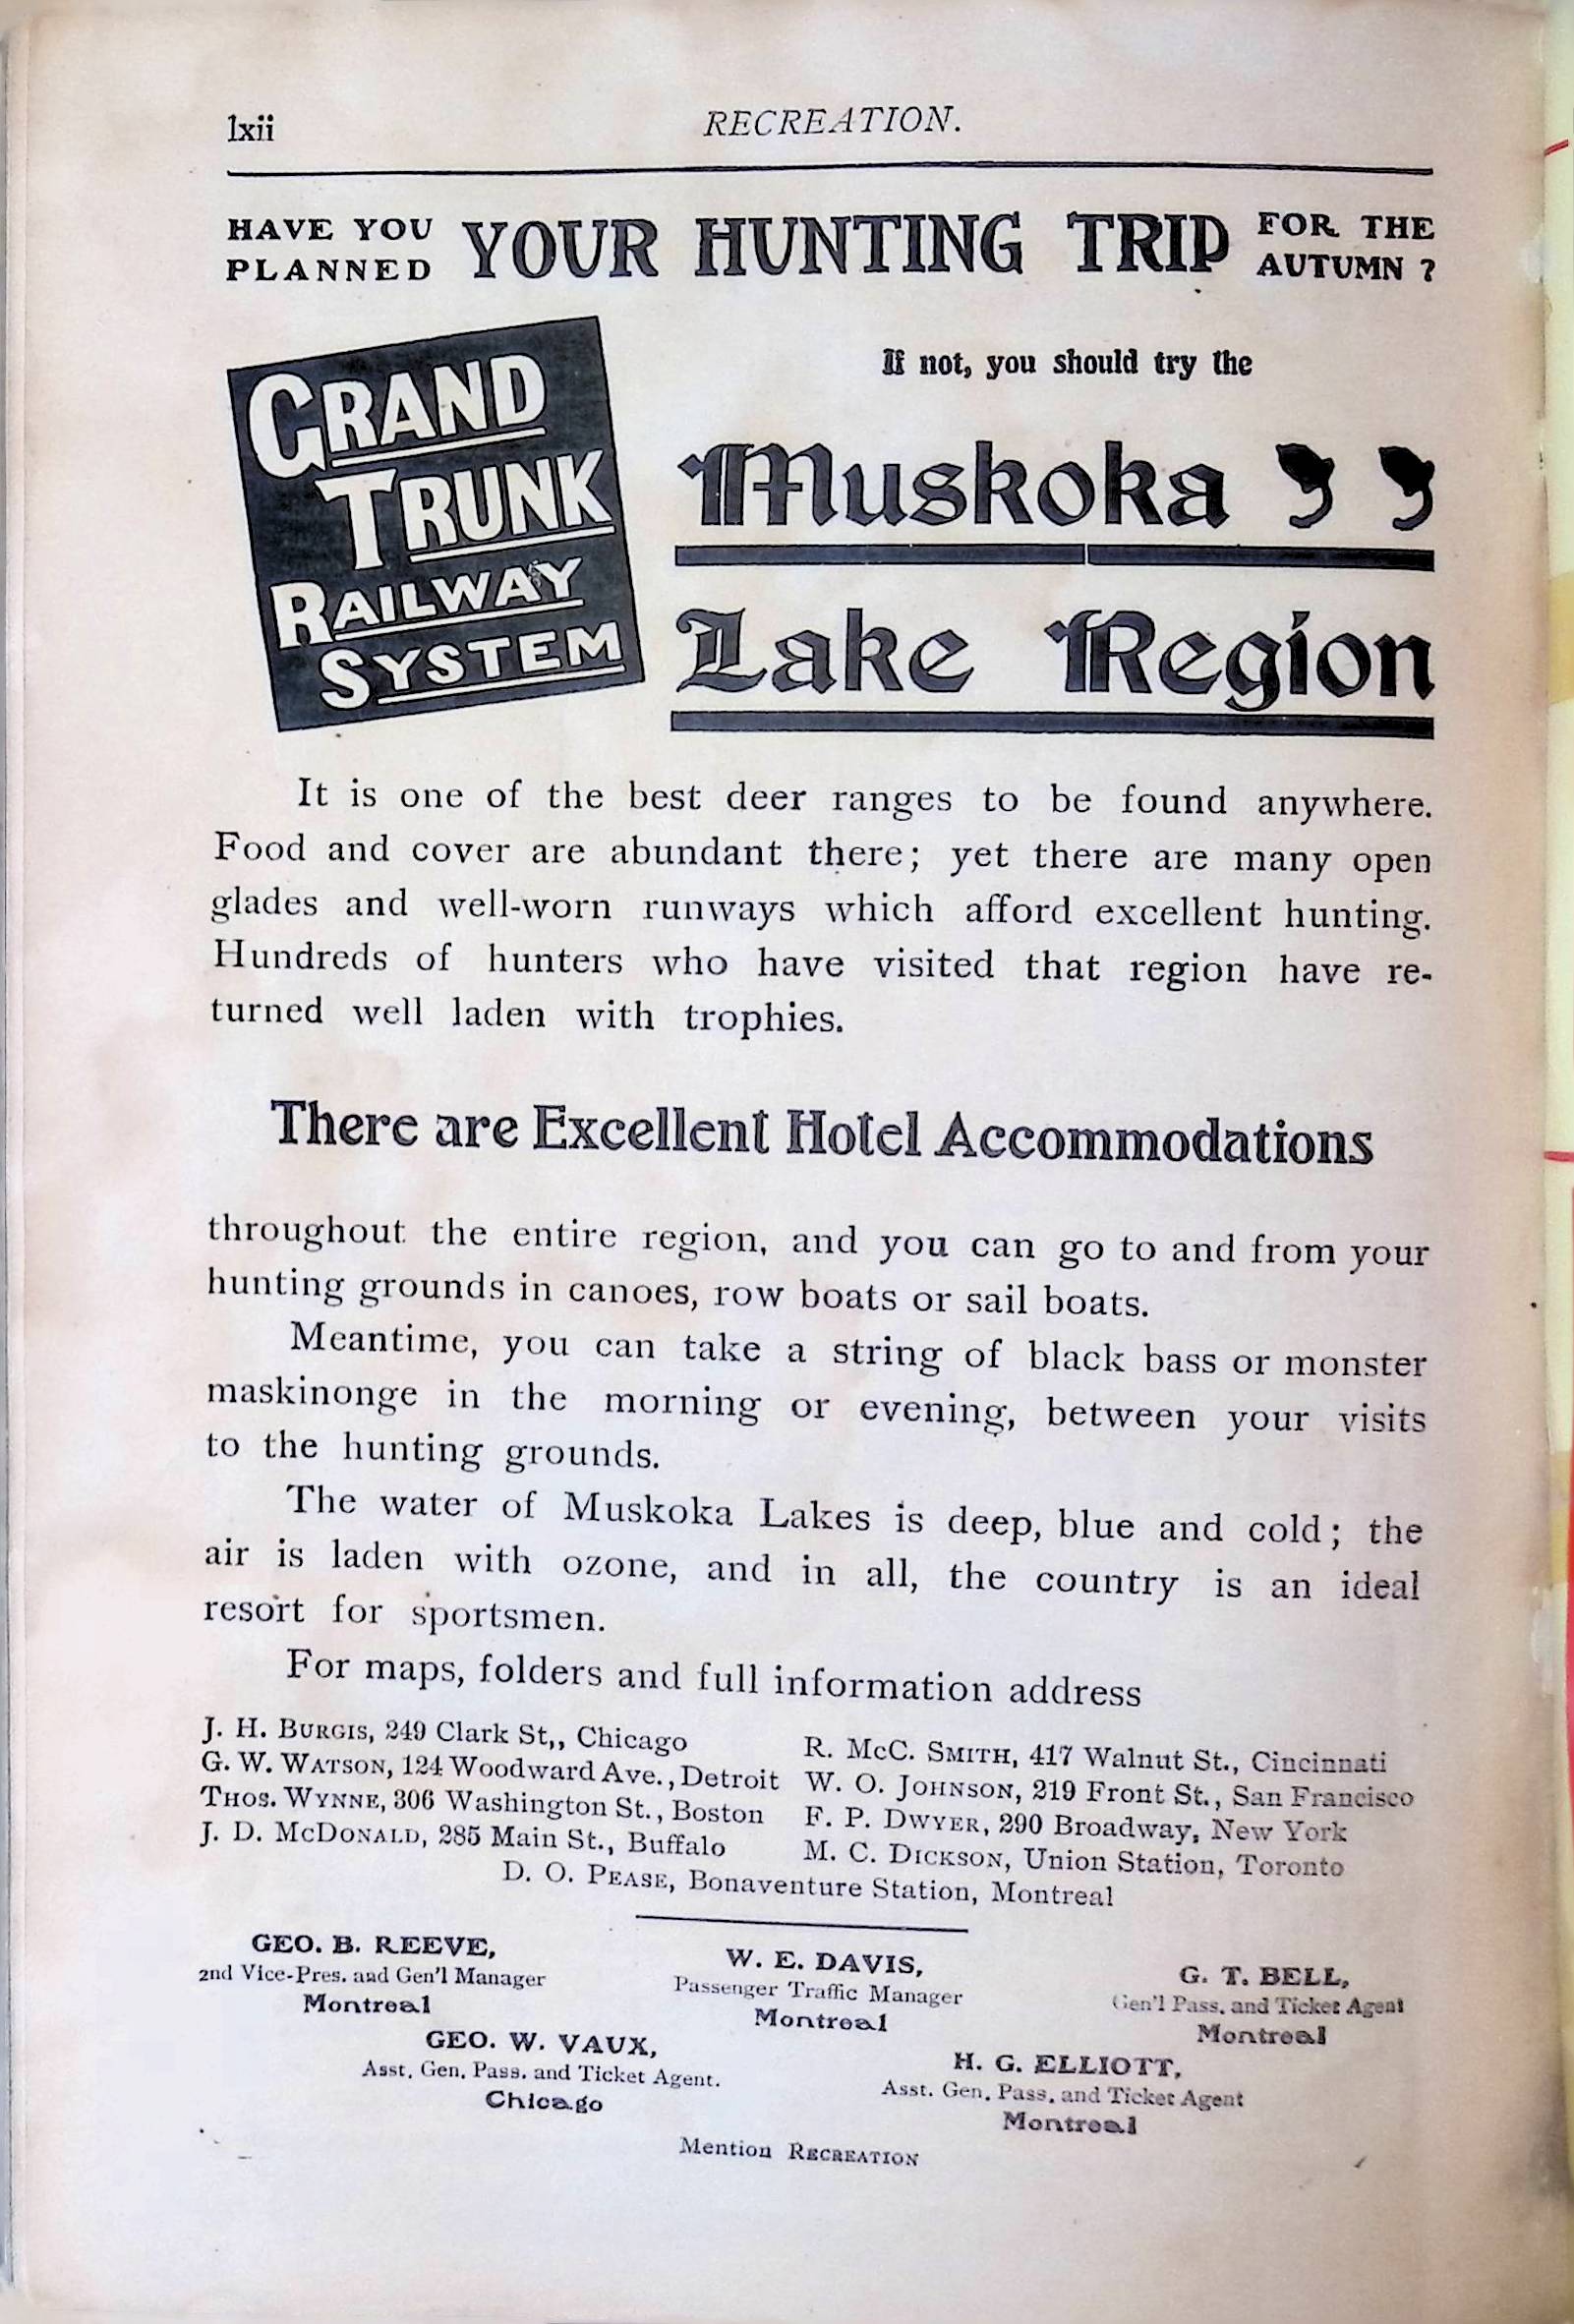 lxii
RECREATION.
HAVE YOU PLANNED YOUR HUNTING TRIP FOR THE AUTUMN ?
GRAND
TRUNK
RAILWAY
SYSTEM
If not, you should try the
Muskoka
Lake Region
It is one of the best deer ranges to be found anywhere.
Food and cover are abundant there; yet there are many open
glades and well-worn runways which afford excellent hunting.
Hundreds of hunters who have visited that region have re-
turned well laden with trophies.
There are Excellent Hotel Accommodations
throughout the entire region, and you can go to and from your
hunting grounds in canoes, row boats or sail boats.
Meantime, you can take a string of black bass or monster
maskinonge in the morning or evening, between your visits
to the hunting grounds.
The water of Muskoka Lakes is deep, blue and cold; the
air is laden with ozone, and in all, the country is an ideal
resort for sportsmen.
For maps, folders and full information address
J. H. BURGIS, 249 Clark St,, Chicago
G. W. WATSON, 124 Woodward Ave., Detroit
THOS. WYNNE, 306 Washington St., Boston
J. D. McDONALD, 285 Main St., Buffalo
R. McC. SMITH, 417 Walnut St., Cincinnati
W. O. JOHNSON, 219 Front St., San Francisco
F. P. DWYER, 290 Broadway, New York
M. C. DICKSON, Union Station, Toronto
D. O. PEASE, Bonaventure Station, Montreal
GEO. B. REEVE,
2nd Vice-Pres. and Gen'l Manager
Montreal
W. E. DAVIS,
Passenger Traffic Manager
Montreal
G. T. BELL,
Gen'l Pass. and Ticket Agent
Montreal
GEO. W. VAUX,
Asst. Gen. Pass. and Ticket Agent.
Chicago
H. G. ELLIOTT,
Asst. Gen. Pass. and Ticket Agent
Montreal
Mention RECREATION